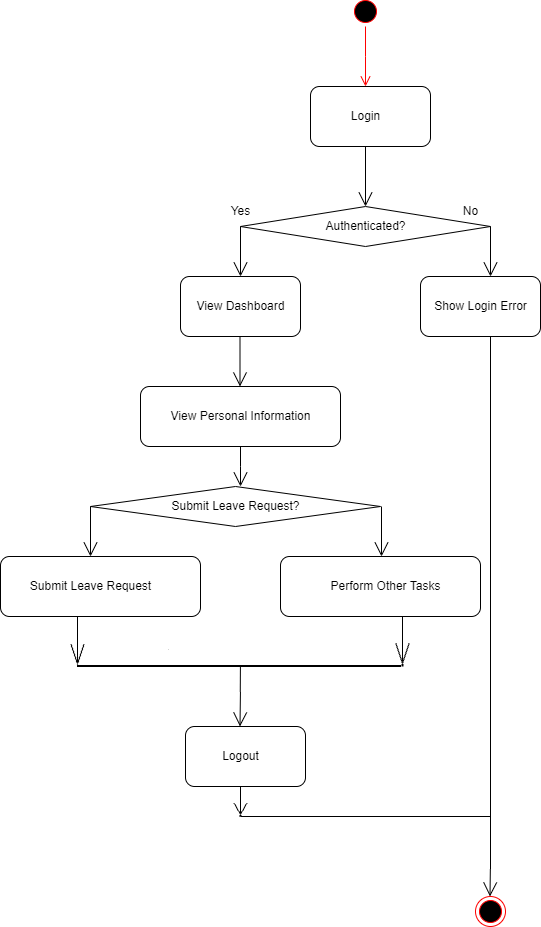 Login
Yes
No
Authenticated?
View Dashboard
Show Login Error
View Personal Information
Submit Leave Request?
Submit Leave Request
Perform Other Tasks
Logout